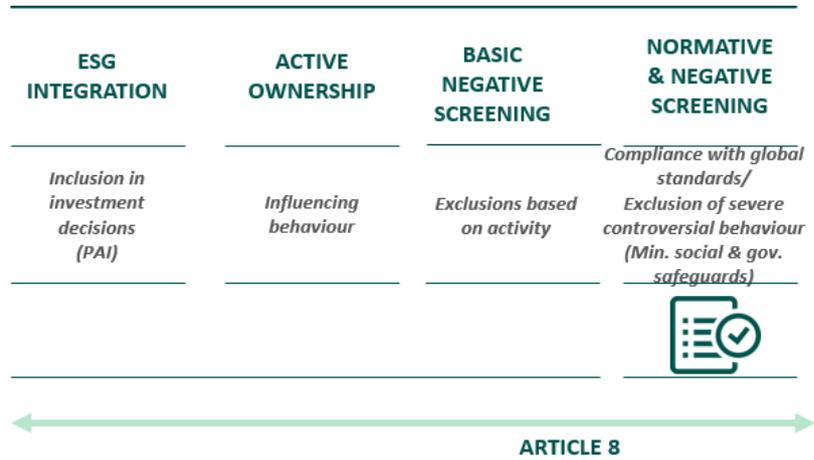 ESG
INTEGRATION
ACTIVE
OWNERSHIP
BASIC
NEGATIVE
SCREENING
NORMATIVE
& NEGATIVE
SCREENING
Inclusion in
investment
decisions
(PAI)
Influencing
behaviour
Exclusions based
on activity
Compliance with global
standards/
Exclusion of severe
controversial behaviour
(Min. social & gov.
safeguards)
ARTICLE 8